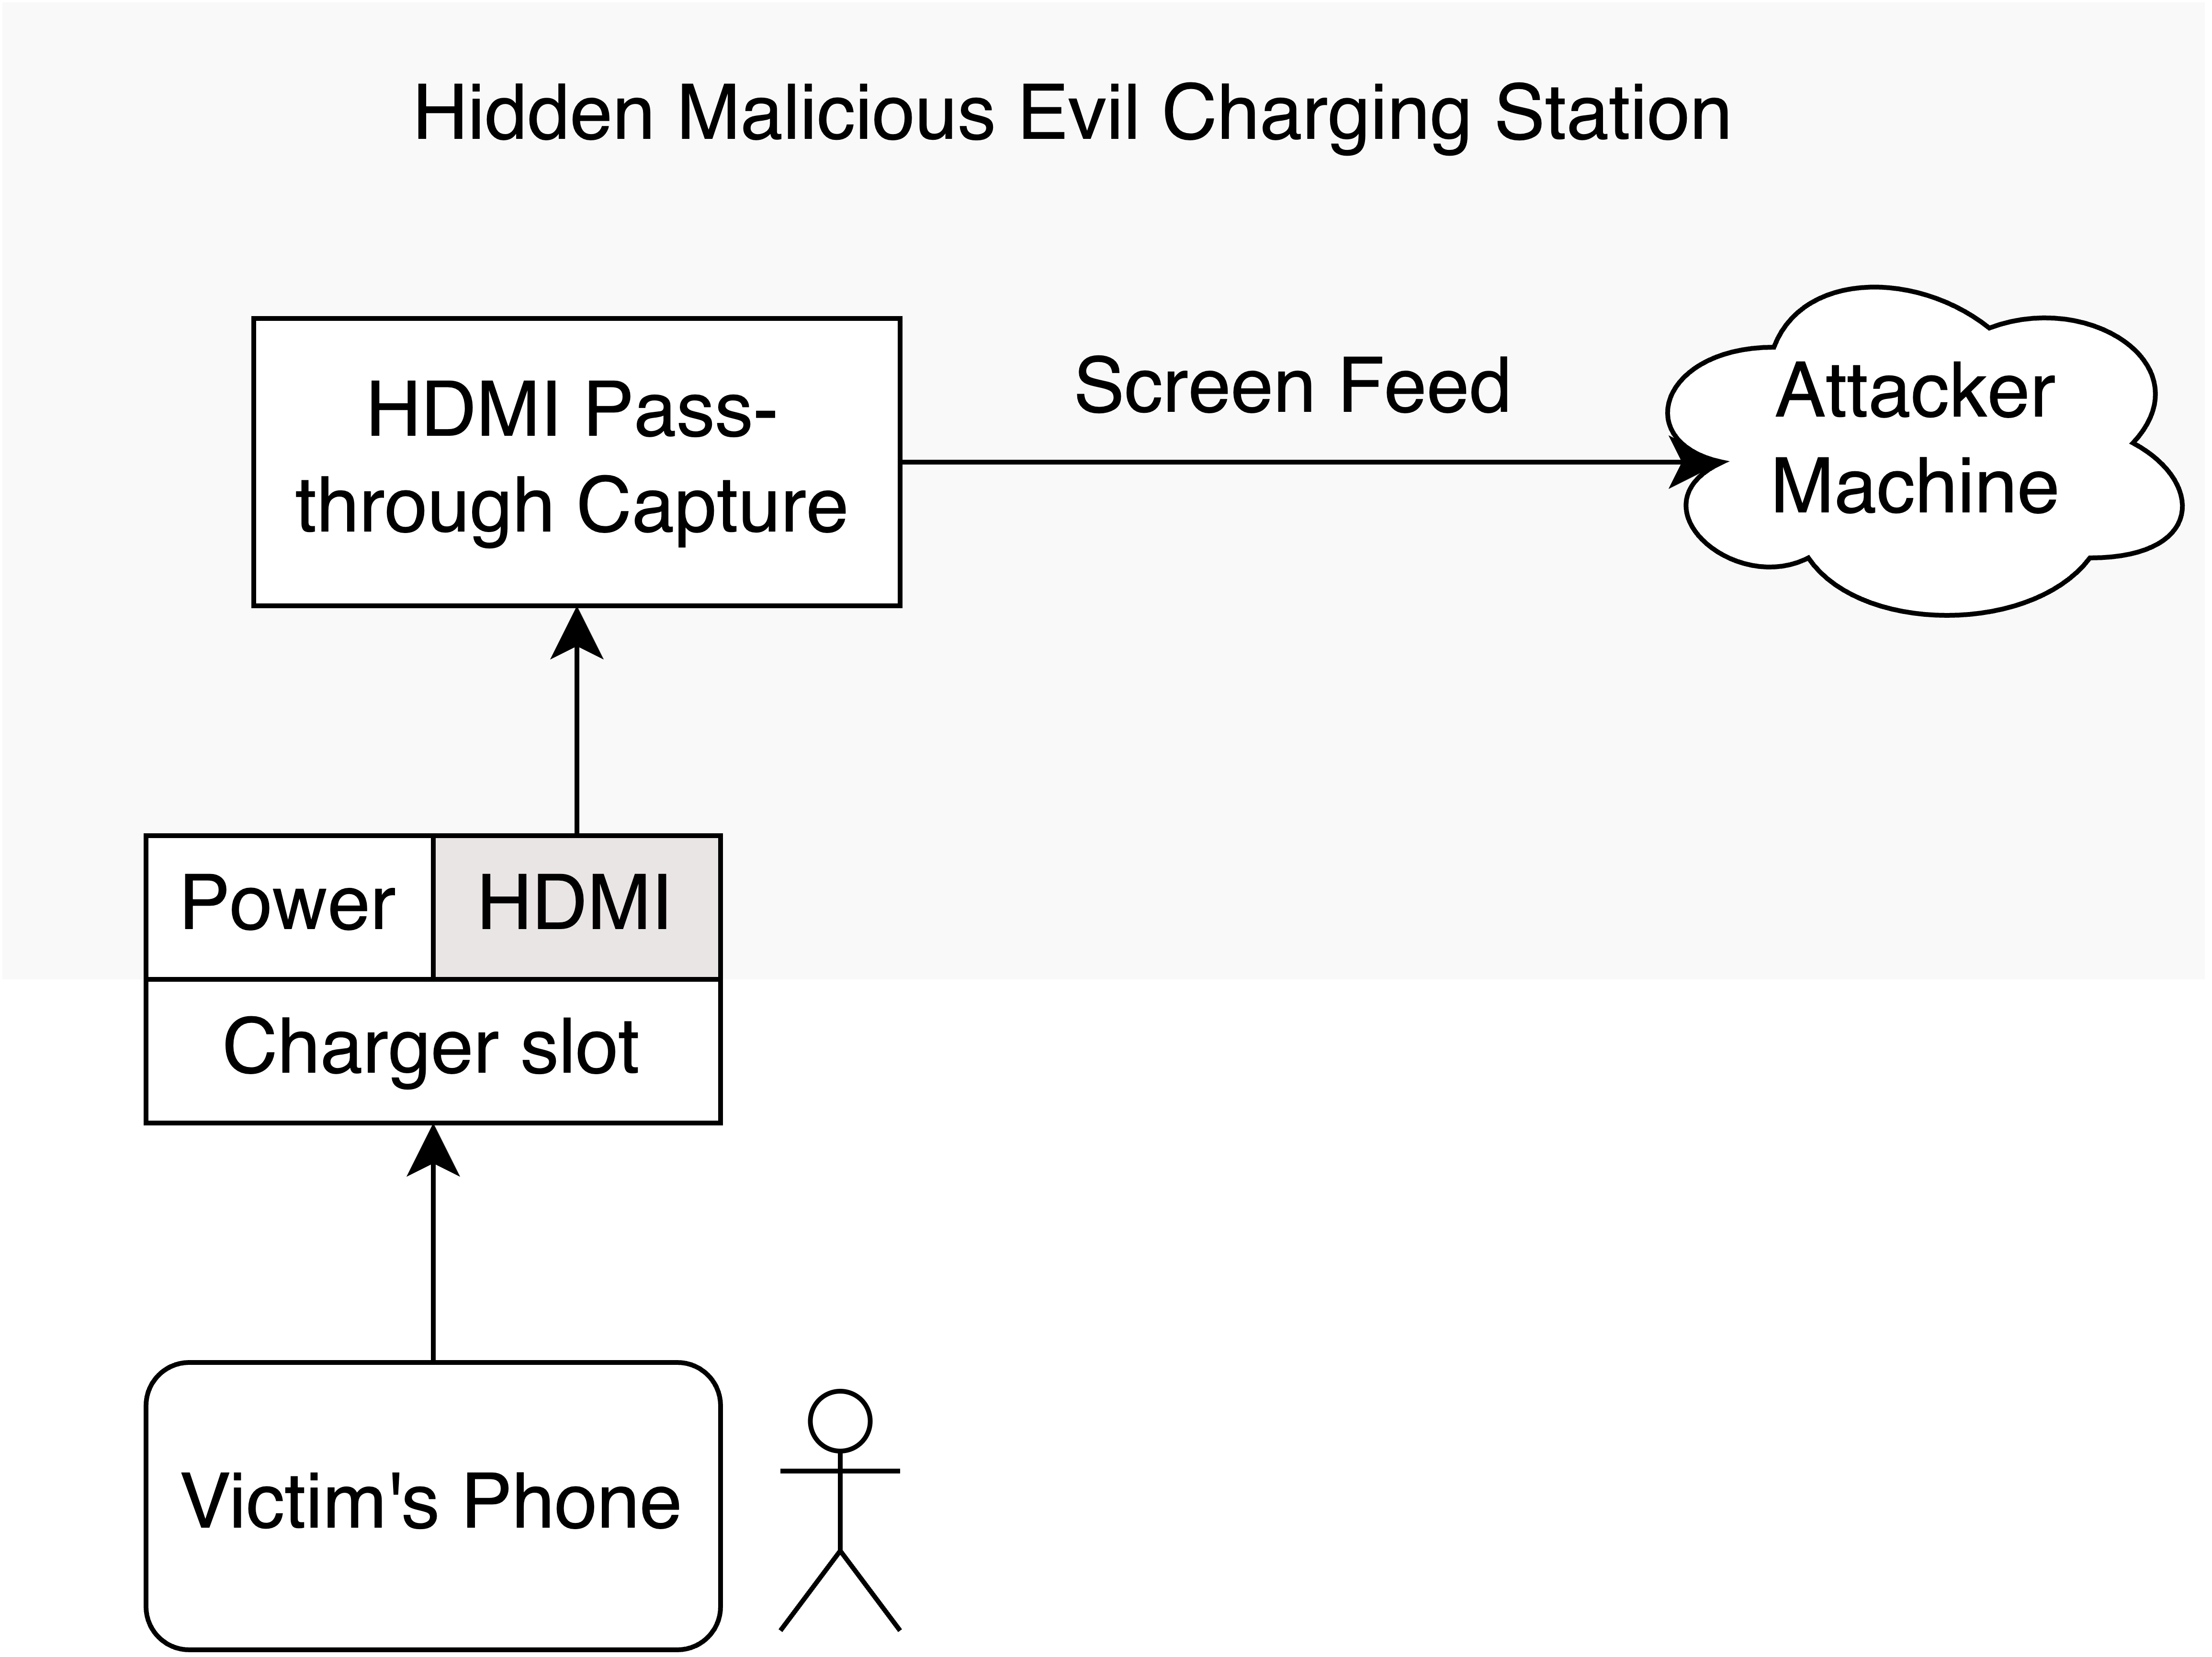 Hidden Malicious Evil Charging Station
HDMI Pass-
through Capture
Screen Feed
Attacker
Machine
Power
HDMI
Charger slot
Victim's Phone